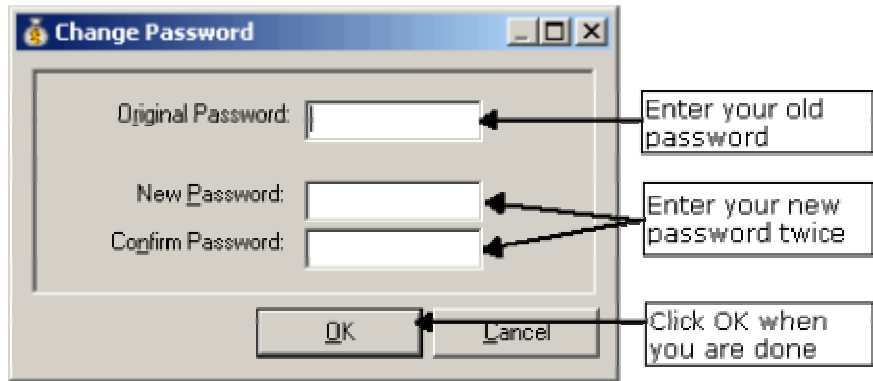 Change Password
Original Password:
Enter your old
password
New Password:
Confirm Password:
Enter your new
password twice
OK
Cancel
Click OK when
you are done